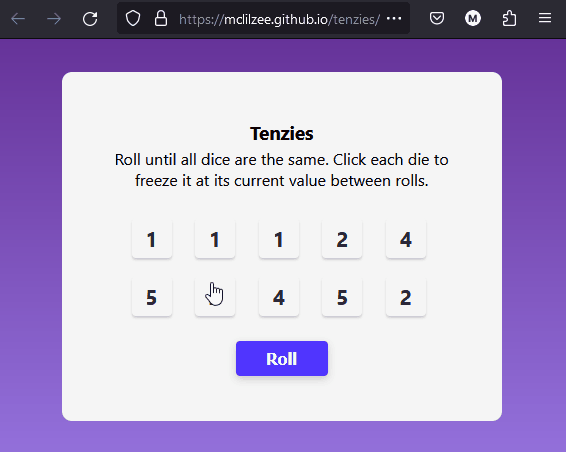 https://mclilzee.github.io/tenzies/
M
Tenzies
Roll until all dice are the same. Click each die to
freeze it at its current value between rolls.
1 1 1 2 4
5 4 5 2
Roll